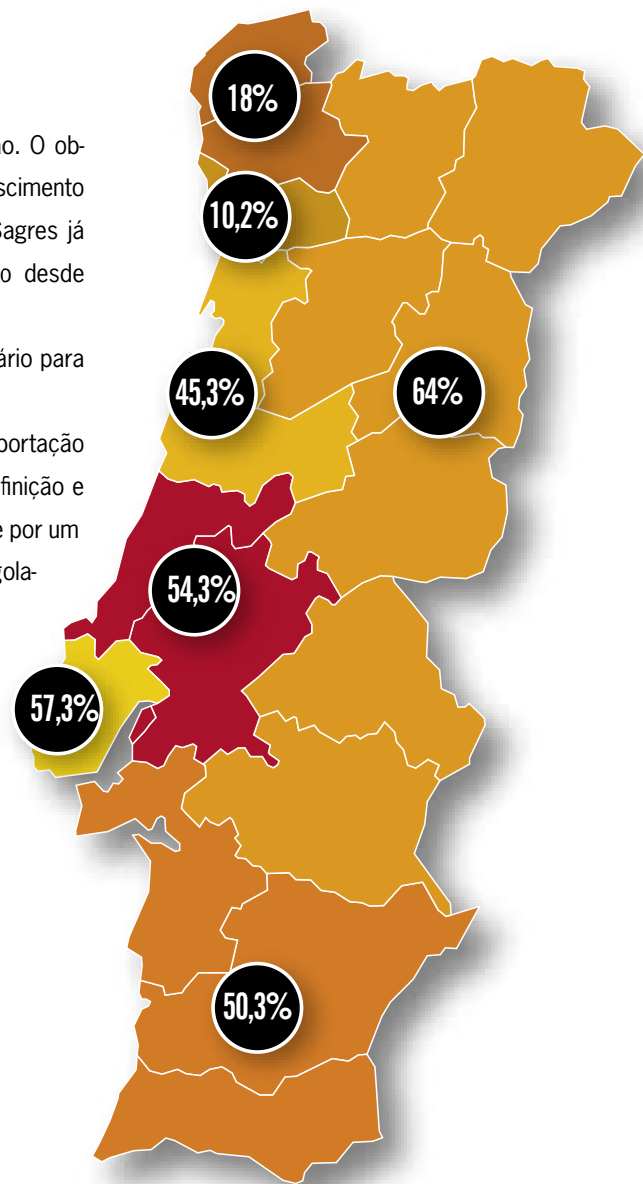 o. O ob-
scimento
Sagres já
o desde
ário para
portação
finição e
e por um
gola-
18%
10,2%
45,3%
64%
54,3%
57,3%
50,3%